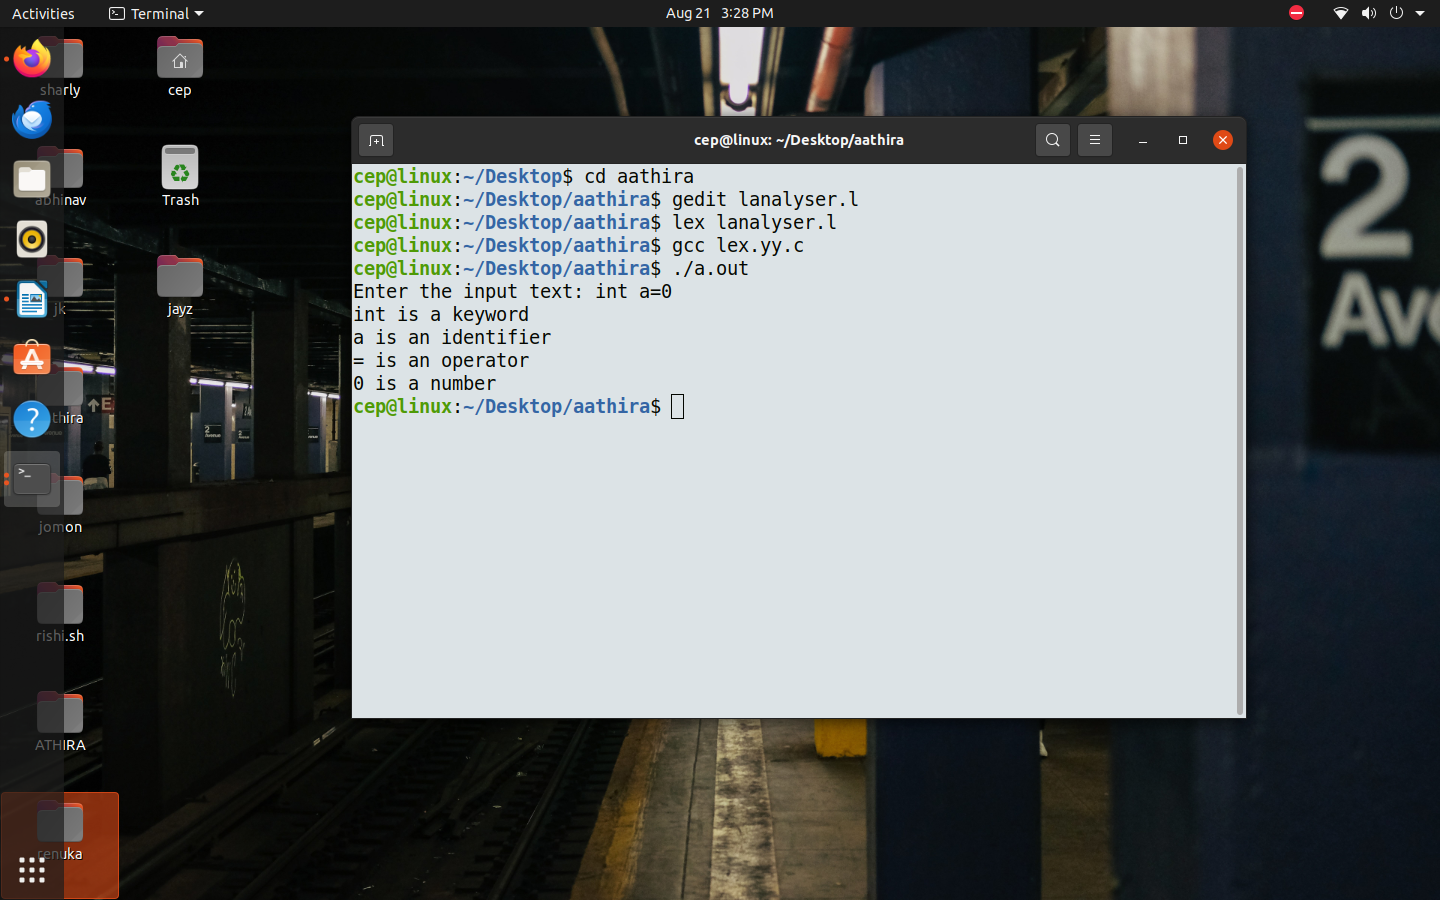 Activities
Terminal
Aug 21 3:28 PM
sharly
cep
abhinav
Trash
jk
jayz
jomon
rishi.sh
ATHIRA
renuka
cep@linux: ~/Desktop/aathira
cep@linux:~/Desktop$ cd aathira
cep@linux:~/Desktop/aathira$ gedit lanalyser.l
cep@linux:~/Desktop/aathira$ lex lanalyser.l
cep@linux:~/Desktop/aathira$ gcc lex.yy.c
cep@linux:~/Desktop/aathira$ ./a.out
Enter the input text: int a=0
int is a keyword
a is an identifier
= is an operator
0 is a number
cep@linux:~/Desktop/aathira$
2
Av